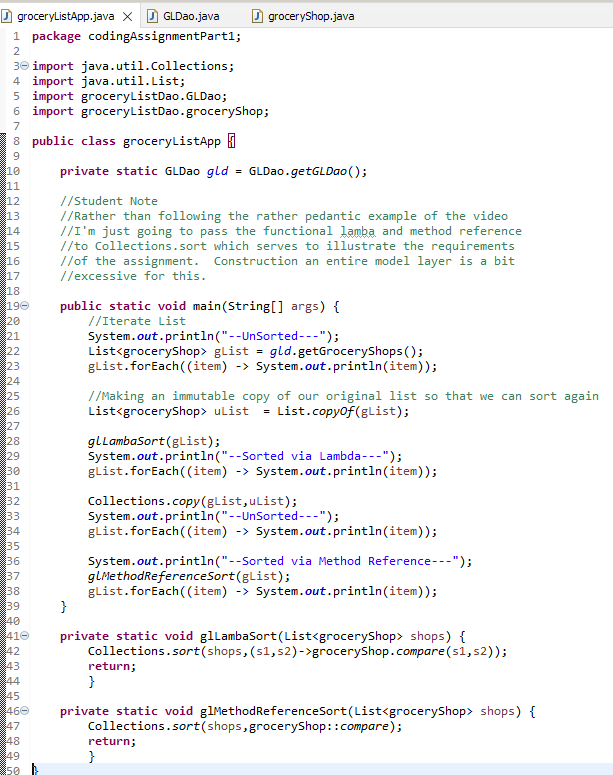 groceryListApp.java GLDao.java groceryShop.java
1 package codingAssignmentPart1;
2
3 import java.util.Collections;
4 import java.util.List;
5 import groceryListDao.GLDao;
6 import groceryListDao.groceryShop;
7
8 public class groceryListApp {
9
10 private static GLDao gld = GLDao.getGLDao();
11
12 //Student Note
13 //Rather than following the rather pedantic example of the video
14 //I'm just going to pass the functional lamba and method reference
15 //to Collections.sort which serves to illustrate the requirements
16 //of the assignment.  Construction an entire model layer is a bit
17 //excessive for this.
18
19 public static void main(String[] args) {
20 //Iterate List
21 System.out.println("--UnSorted---");
22 List<groceryShop> gList = gld.getGroceryShops();
23 gList.forEach((item) -> System.out.println(item));
24
25 //Making an immutable copy of our original list so that we can sort again
26 List<groceryShop> uList  = List.copyOf(gList);
27
28 glLambaSort(gList);
29 System.out.println("--Sorted via Lambda---");
30 gList.forEach((item) -> System.out.println(item));
31
32 Collections.copy(gList,uList);
33 System.out.println("--UnSorted---");
34 gList.forEach((item) -> System.out.println(item));
35
36 System.out.println("--Sorted via Method Reference---");
37 glMethodReferenceSort(gList);
38 gList.forEach((item) -> System.out.println(item));
39 }
40
41 private static void glLambaSort(List<groceryShop> shops) {
42 Collections.sort(shops,(s1,s2)->groceryShop.compare(s1,s2));
43 return;
44 }
45
46 private static void glMethodReferenceSort(List<groceryShop> shops) {
47 Collections.sort(shops,groceryShop::compare);
48 return;
49 }
50 }